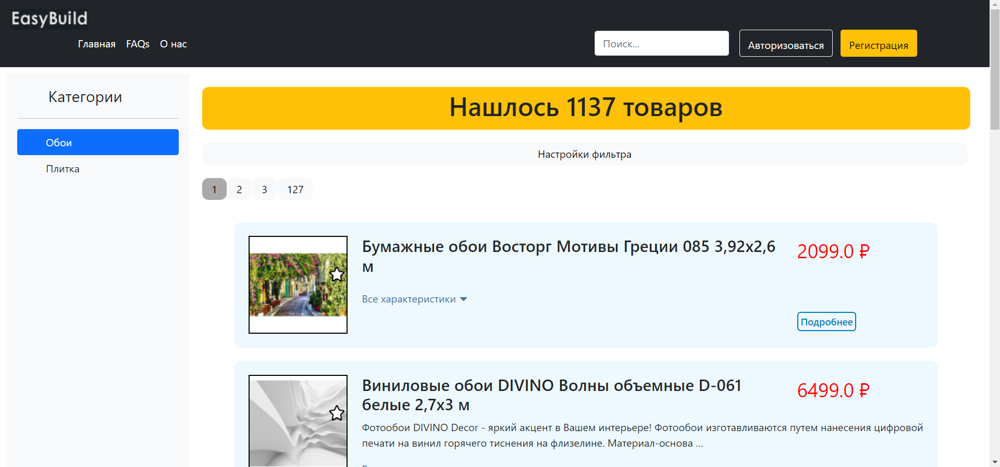 EasyBuild
Главная FAQs О нас
Поиск...
Авторизоваться
Регистрация
Категории
Обои
Плитка
Нашлось 1137 товаров
Настройки фильтра
1 2 3 127
Бумажные обои Восторг Мотивы Греции 085 3,92х2,6
м
2099.0 ₽
Все характеристики
Подробнее
Виниловые обои DIVINO Волны объемные D-061
белые 2,7х3 м
6499.0 ₽
Фотообои DIVINO Decor - яркий акцент в Вашем интерьере! Фотообои изготавливаются путем нанесения цифровой
печати на винил горячего тиснения на флизелине. Материал-основа ...